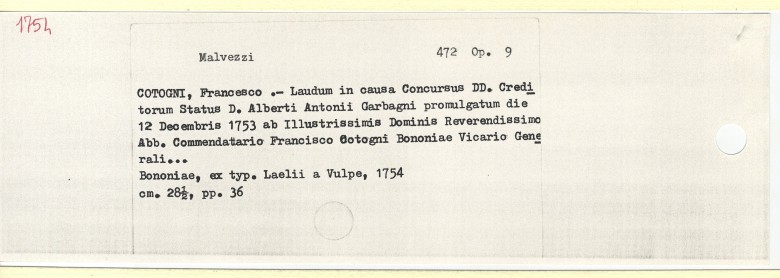 1754
Malvezzi 472 Op. 9
COTOGNI, Francesco .- Laudum in causa Concursus DD. Credi
torum Status D. Alberti Antonii Garbagni promulgatum die
12 Decembris 1753 ab Illustrissimis Dominis Reverendissimo
Abb. Commendatario Francisco Cotogni Bononiae Vicario Gene
rali...
Bononiae, ex typ. Laelii a Vulpe, 1754
cm. 28½, pp. 36